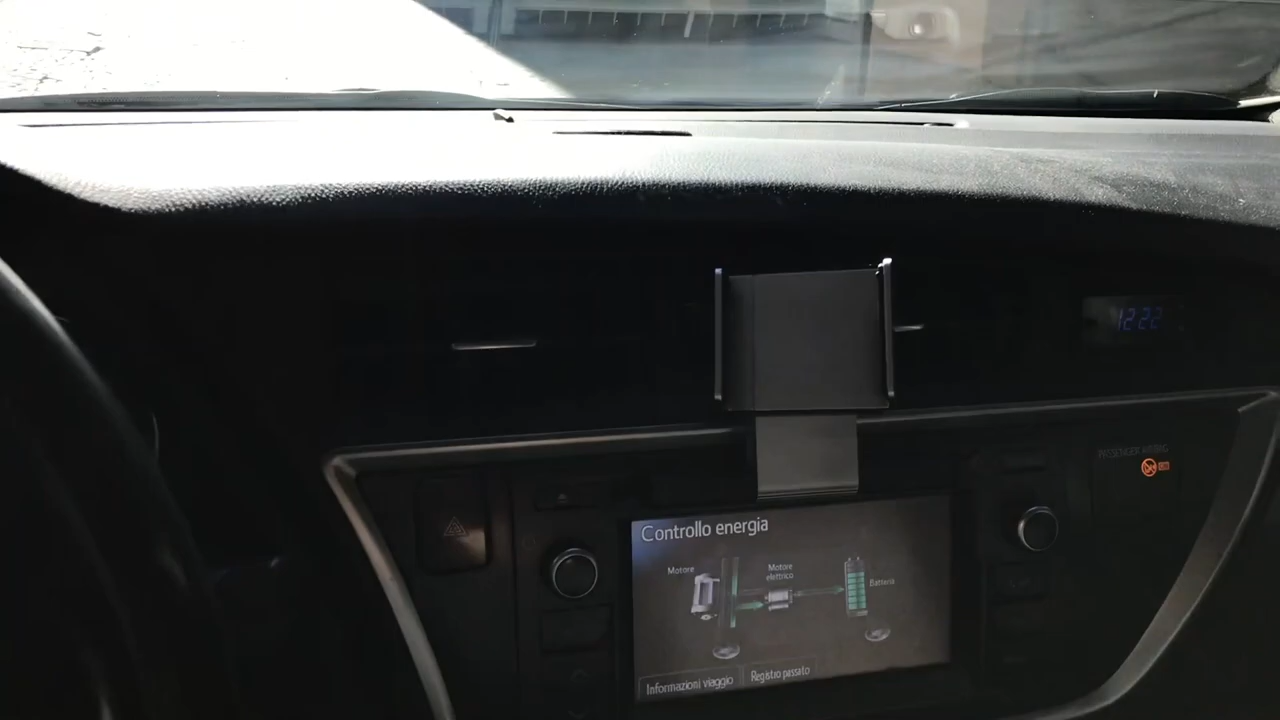 12:22
PASSENGER AIRBAG
Controllo energia
Motore
Motore
elettrico
Batteria
Informazioni viaggio
Registro passato